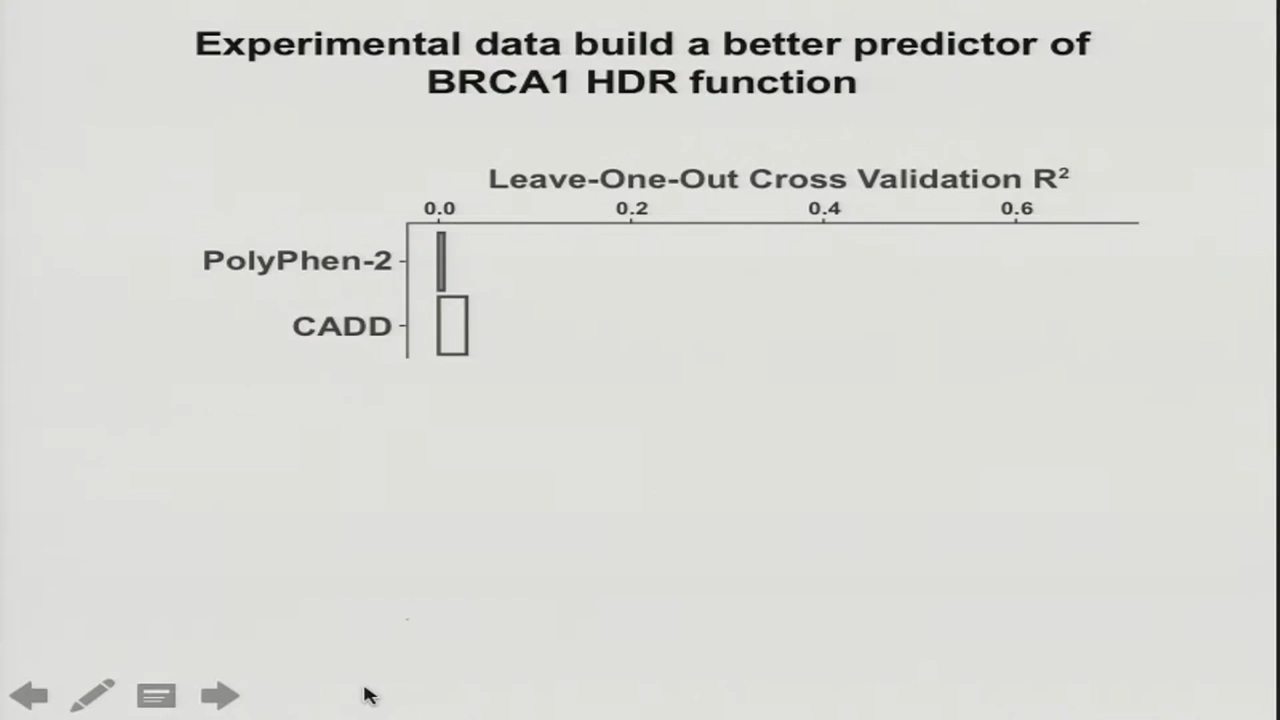 Experimental data build a better predictor of
BRCA1 HDR function
Leave-One-Out Cross Validation R²
0.0 0.2 0.4 0.6
PolyPhen-2
CADD